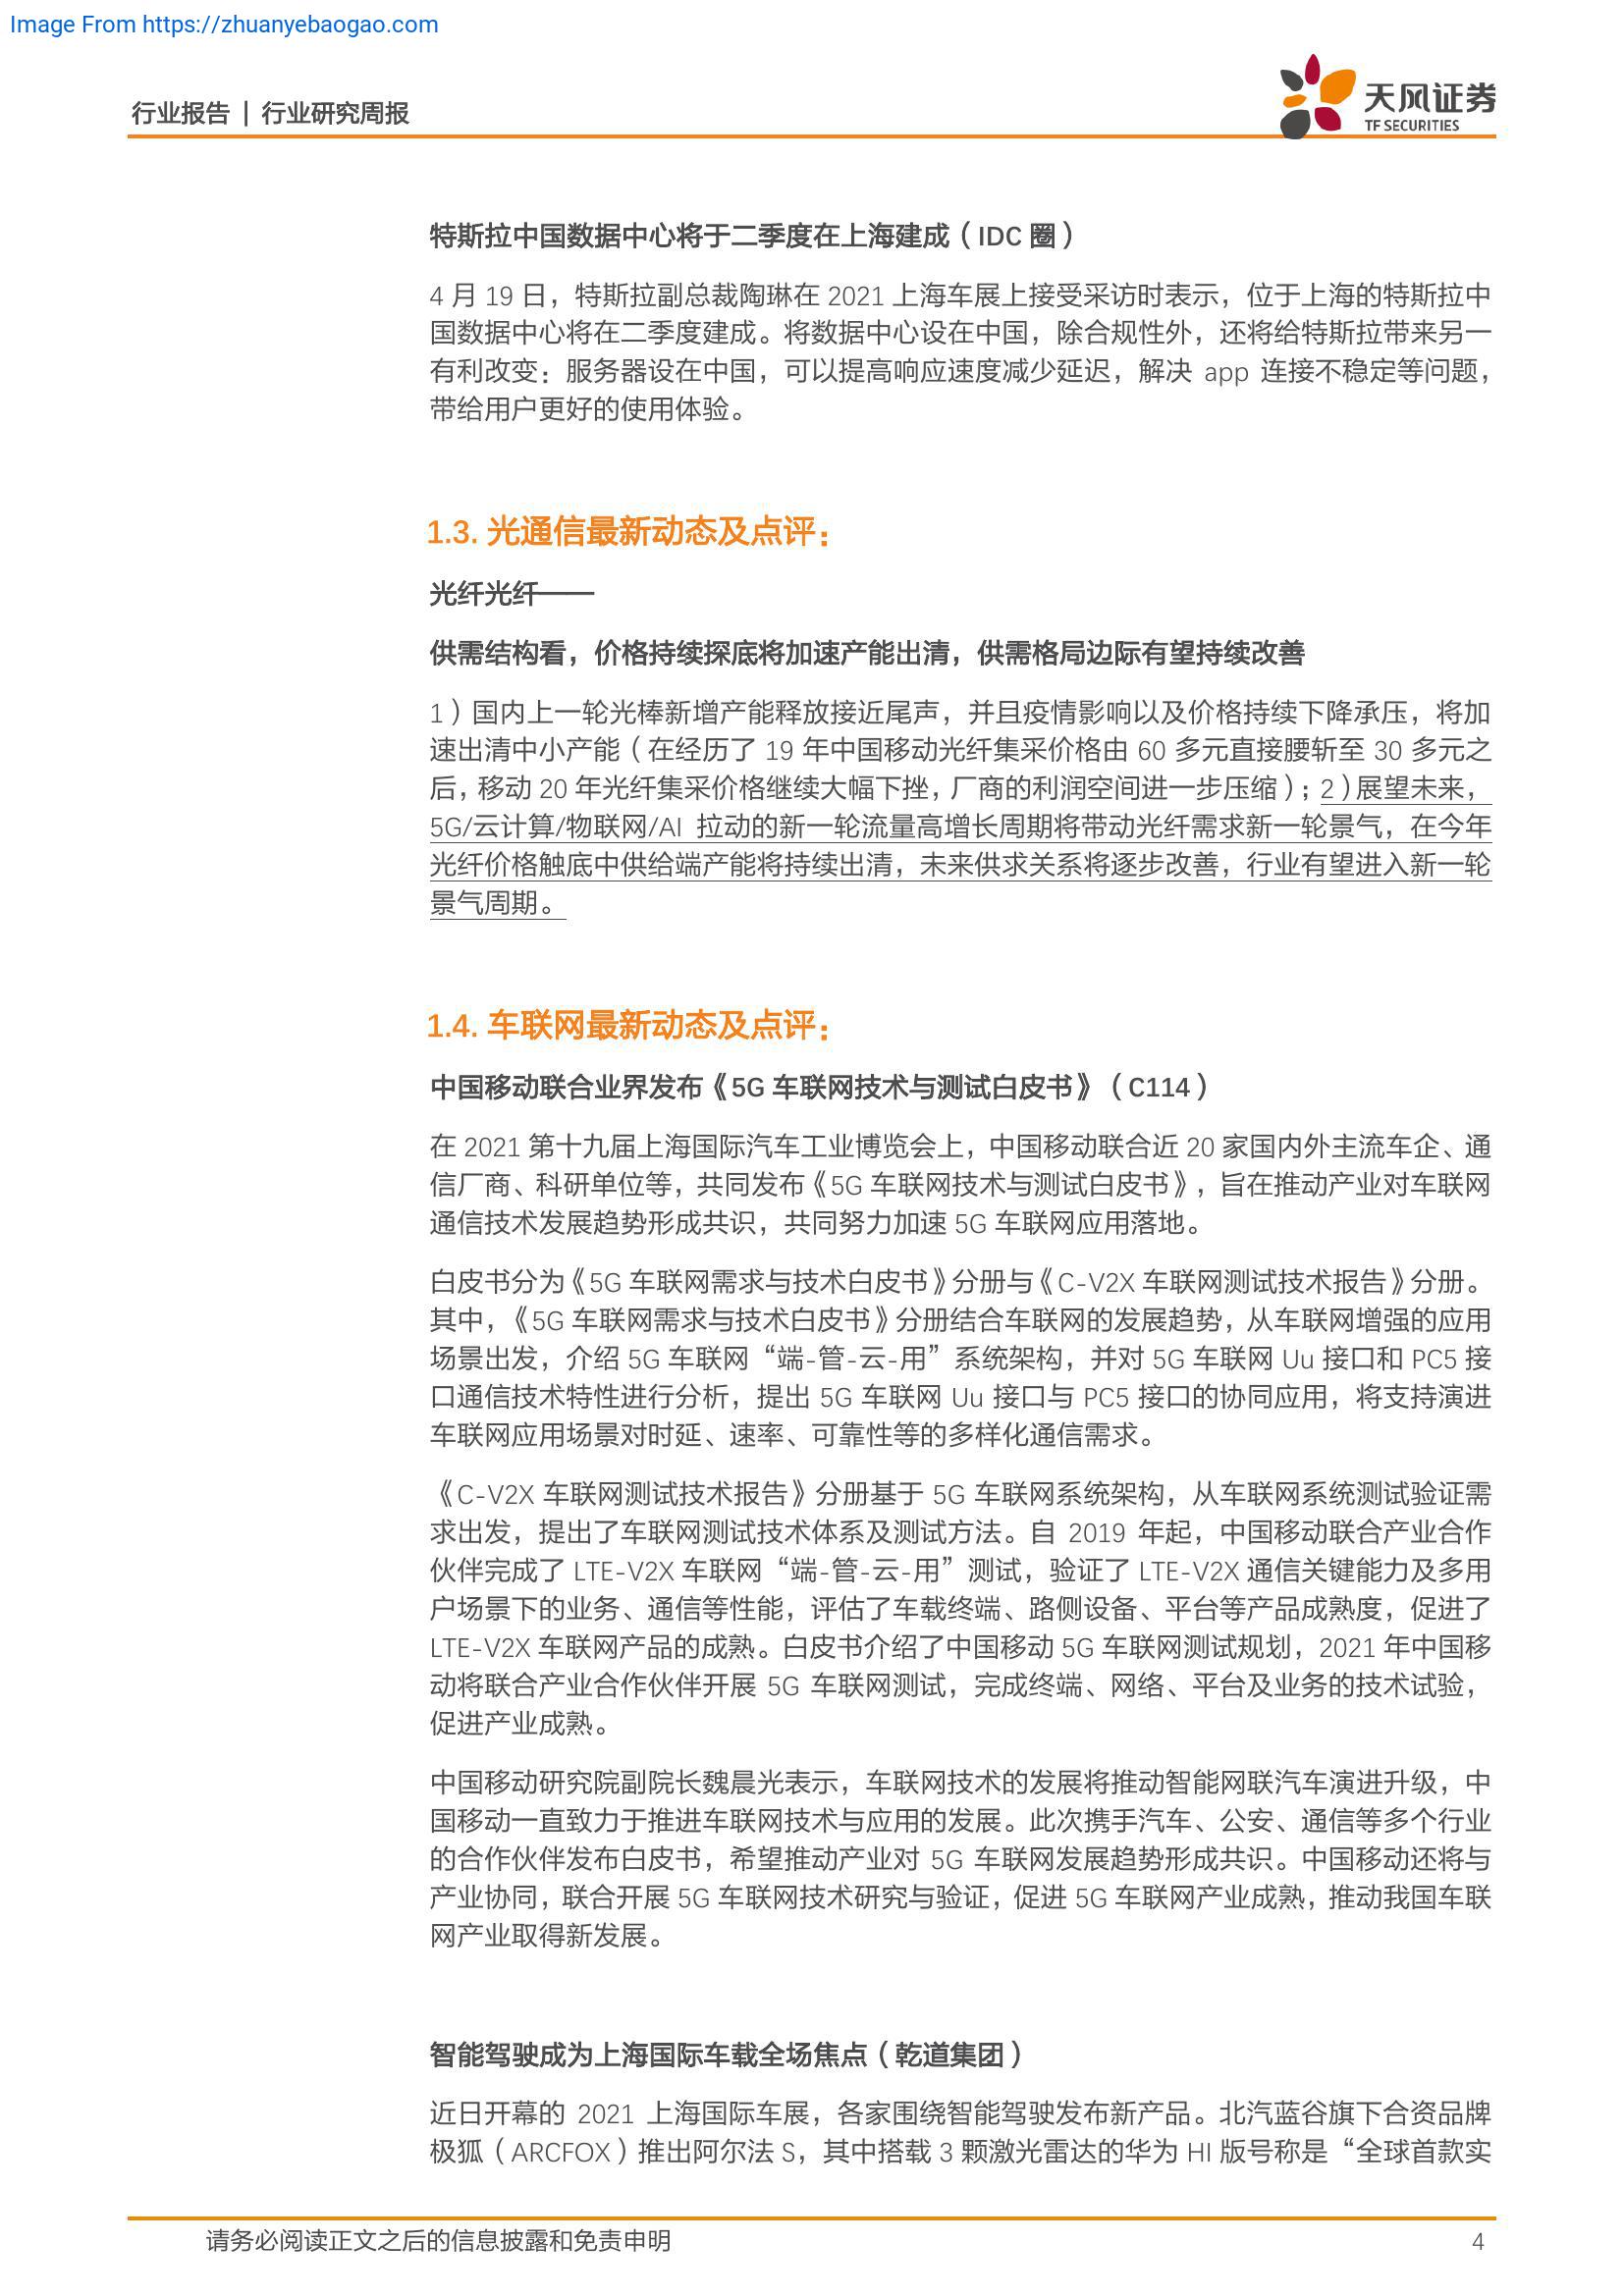 Image From https://zhuanyebaogao.com
行业报告 | 行业研究周报
天风证券
TF SECURITIES
特斯拉中国数据中心将于二季度在上海建成（IDC 圈）
4 月 19 日，特斯拉副总裁陶琳在 2021 上海车展上接受采访时表示，位于上海的特斯拉中
国数据中心将在二季度建成。将数据中心设在中国，除合规性外，还将给特斯拉带来另一
有利改变：服务器设在中国，可以提高响应速度减少延迟，解决 app 连接不稳定等问题，
带给用户更好的使用体验。
1.3. 光通信最新动态及点评：
光纤光纤——
供需结构看，价格持续探底将加速产能出清，供需格局边际有望持续改善
1）国内上一轮光棒新增产能释放接近尾声，并且疫情影响以及价格持续下降承压，将加
速出清中小产能（在经历了 19 年中国移动光纤集采价格由 60 多元直接腰斩至 30 多元之
后，移动 20 年光纤集采价格继续大幅下挫，厂商的利润空间进一步压缩）；2）展望未来，
5G/云计算/物联网/AI 拉动的新一轮流量高增长周期将带动光纤需求新一轮景气，在今年
光纤价格触底中供给端产能将持续出清，未来供求关系将逐步改善，行业有望进入新一轮
景气周期。
1.4. 车联网最新动态及点评：
中国移动联合业界发布《5G 车联网技术与测试白皮书》（C114）
在 2021 第十九届上海国际汽车工业博览会上，中国移动联合近 20 家国内外主流车企、通
信厂商、科研单位等，共同发布《5G 车联网技术与测试白皮书》，旨在推动产业对车联网
通信技术发展趋势形成共识，共同努力加速 5G 车联网应用落地。
白皮书分为《5G 车联网需求与技术白皮书》分册与《C-V2X 车联网测试技术报告》分册。
其中，《5G 车联网需求与技术白皮书》分册结合车联网的发展趋势，从车联网增强的应用
场景出发，介绍 5G 车联网“端-管-云-用”系统架构，并对 5G 车联网 Uu 接口和 PC5 接
口通信技术特性进行分析，提出 5G 车联网 Uu 接口与 PC5 接口的协同应用，将支持演进
车联网应用场景对时延、速率、可靠性等的多样化通信需求。
《C-V2X 车联网测试技术报告》分册基于 5G 车联网系统架构，从车联网系统测试验证需
求出发，提出了车联网测试技术体系及测试方法。自 2019 年起，中国移动联合产业合作
伙伴完成了 LTE-V2X 车联网“端-管-云-用”测试，验证了 LTE-V2X 通信关键能力及多用
户场景下的业务、通信等性能，评估了车载终端、路侧设备、平台等产品成熟度，促进了
LTE-V2X 车联网产品的成熟。白皮书介绍了中国移动 5G 车联网测试规划，2021 年中国移
动将联合产业合作伙伴开展 5G 车联网测试，完成终端、网络、平台及业务的技术试验，
促进产业成熟。
中国移动研究院副院长魏晨光表示，车联网技术的发展将推动智能网联汽车演进升级，中
国移动一直致力于推进车联网技术与应用的发展。此次携手汽车、公安、通信等多个行业
的合作伙伴发布白皮书，希望推动产业对 5G 车联网发展趋势形成共识。中国移动还将与
产业协同，联合开展 5G 车联网技术研究与验证，促进 5G 车联网产业成熟，推动我国车联
网产业取得新发展。
智能驾驶成为上海国际车载全场焦点（乾道集团）
近日开幕的 2021 上海国际车展，各家围绕智能驾驶发布新产品。北汽蓝谷旗下合资品牌
极狐（ARCFOX）推出阿尔法 S，其中搭载 3 颗激光雷达的华为 HI 版号称是“全球首款实
请务必阅读正文之后的信息披露和免责申明
4